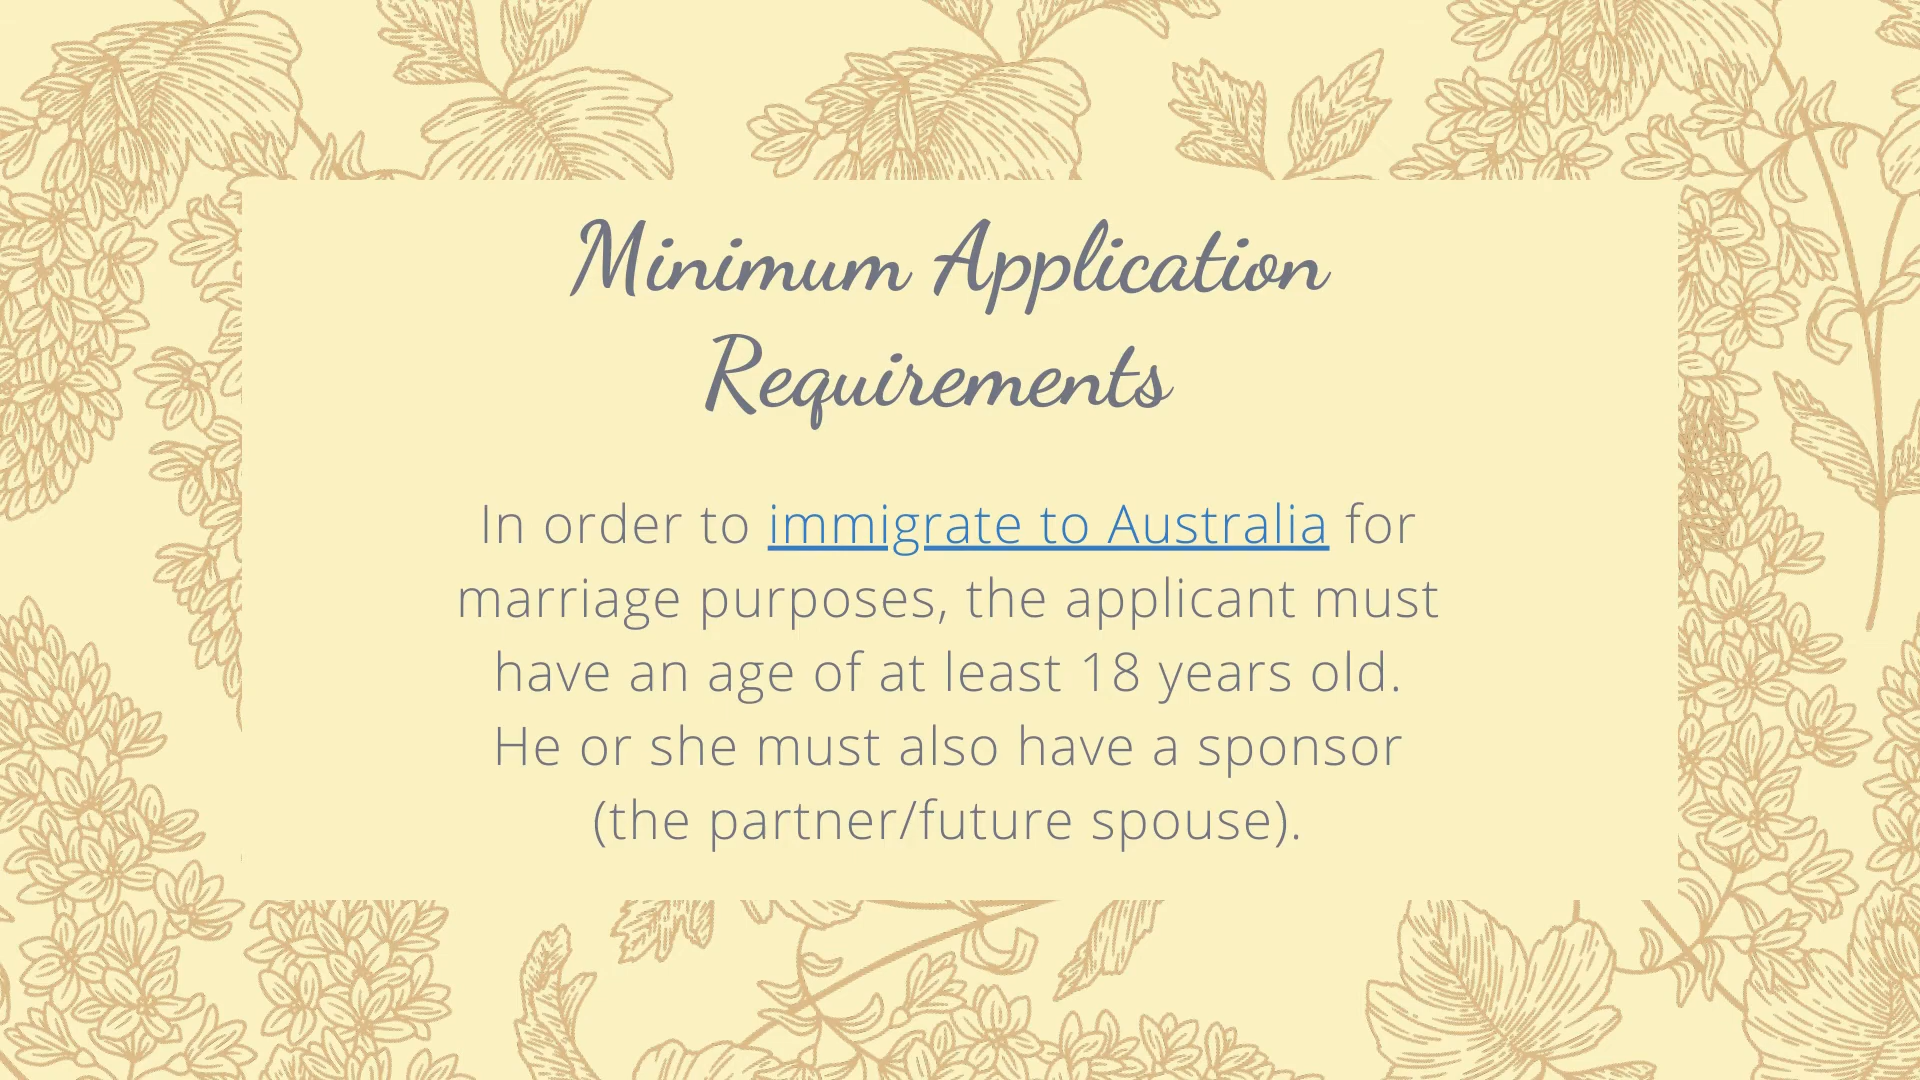 Minimum Application
Requirements
In order to immigrate to Australia for
marriage purposes, the applicant must
have an age of at least 18 years old.
He or she must also have a sponsor
(the partner/future spouse).